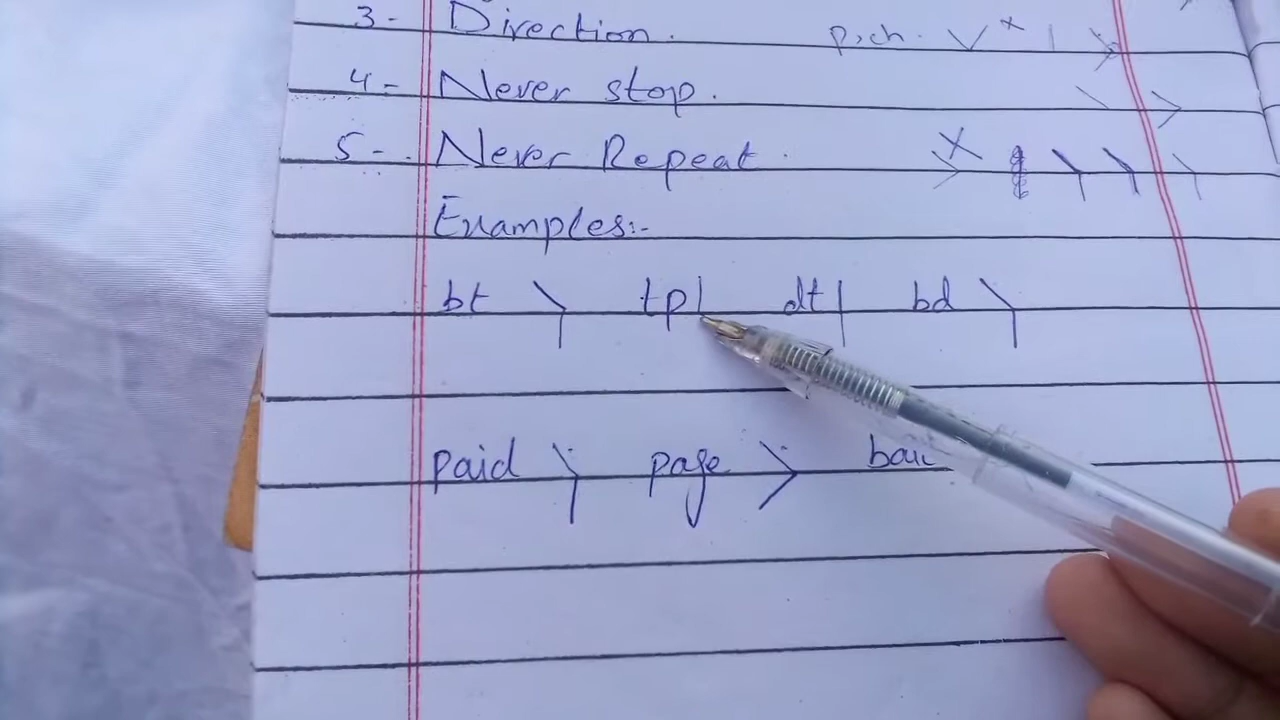 3- Direction. p,ch.
4- Never stop.
5- Never Repeat.
Examples:-
bt tp dt bd
paid page